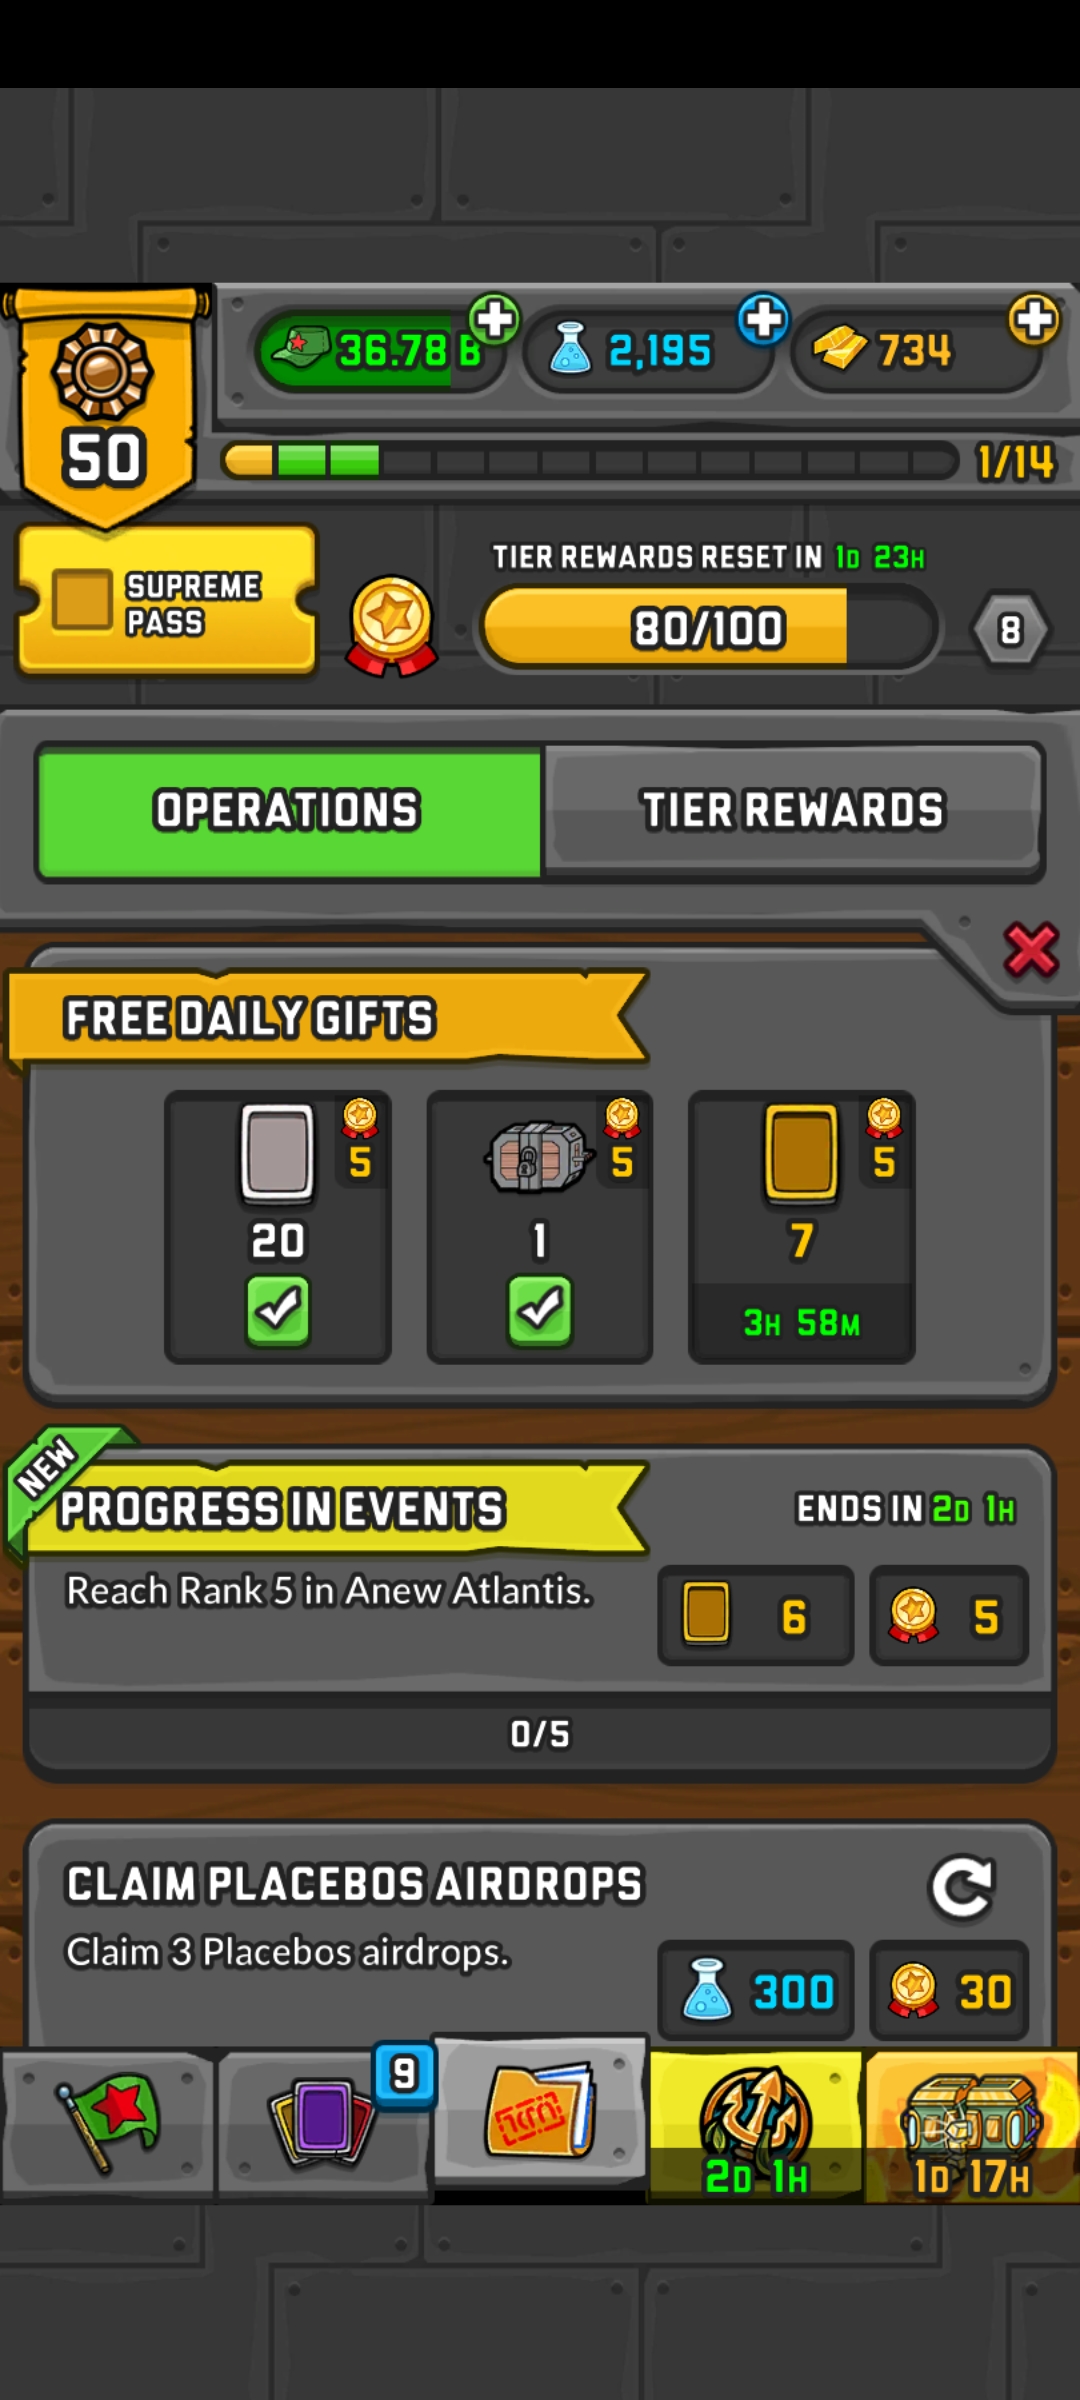 36.78 B
2,195
734
50
1/14
SUPREME
PASS
TIER REWARDS RESET IN 1D 23H
80/100
8
OPERATIONS
TIER REWARDS
FREE DAILY GIFTS
5
5
5
20
1
7
3H 58M
NEW
PROGRESS IN EVENTS
ENDS IN 2D 1H
Reach Rank 5 in Anew Atlantis.
6
5
0/5
CLAIM PLACEBOS AIRDROPS
Claim 3 Placebos airdrops.
300
30
9
2D 1H
1D 17H